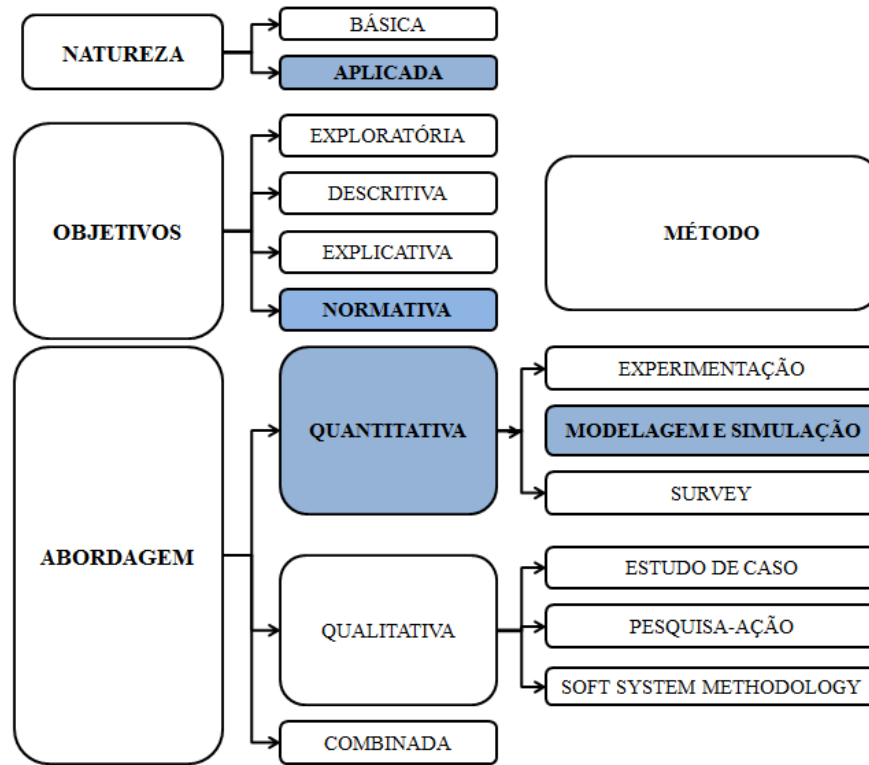 NATUREZA
BÁSICA
APLICADA
OBJETIVOS
EXPLORATÓRIA
DESCRITIVA
EXPLICATIVA
NORMATIVA
MÉTODO
ABORDAGEM
QUANTITATIVA
EXPERIMENTAÇÃO
MODELAGEM E SIMULAÇÃO
SURVEY
QUALITATIVA
ESTUDO DE CASO
PESQUISA-AÇÃO
SOFT SYSTEM METHODOLOGY
COMBINADA